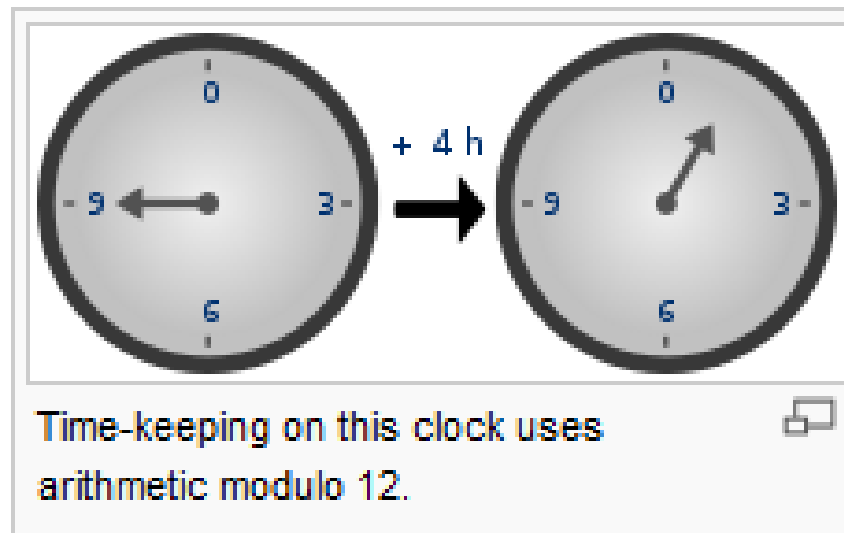 0
9
3
6
+ 4 h
0
9
3
6
Time-keeping on this clock uses
arithmetic modulo 12.